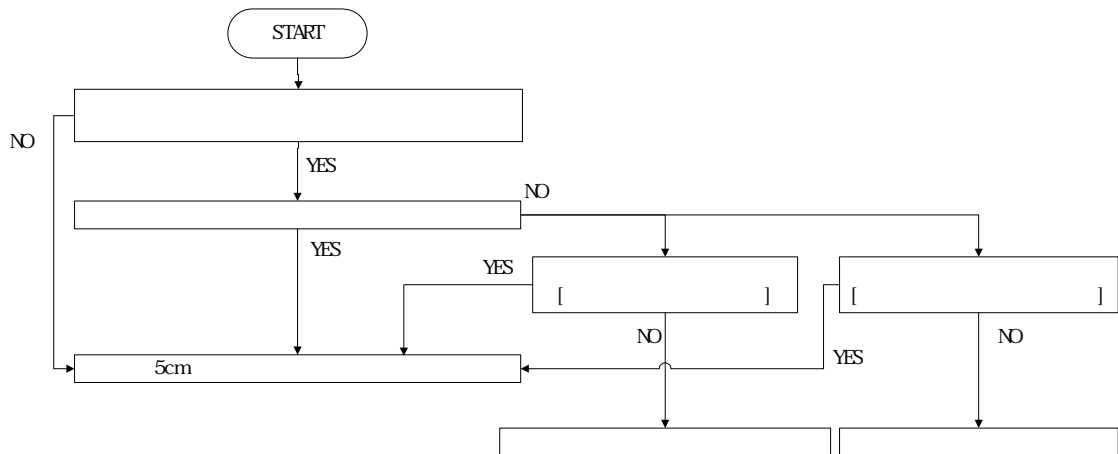 START
NO
YES
NO
YES
YES
[ ]
[ ]
NO
NO
YES
5cm